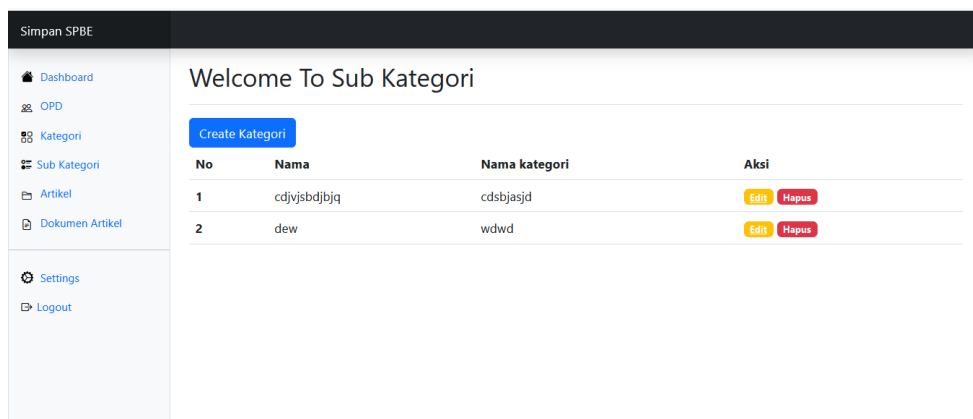 Simpan SPBE
Dashboard
OPD
Kategori
Sub Kategori
Artikel
Dokumen Artikel
Settings
Logout
Welcome To Sub Kategori
Create Kategori
No Nama Nama kategori Aksi
1 cdjvjsbdjbjq cdsbjasjd Edit Hapus
2 dew wdwd Edit Hapus